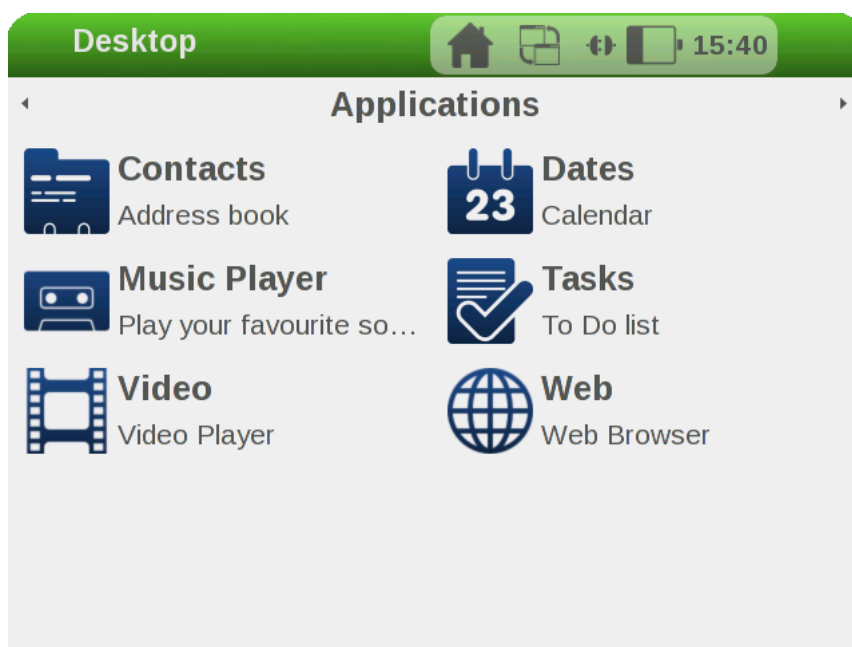 Desktop
15:40
Applications
Contacts
Address book
Dates
23
Calendar
Music Player
Play your favourite so...
Tasks
To Do list
Video
Video Player
Web
Web Browser